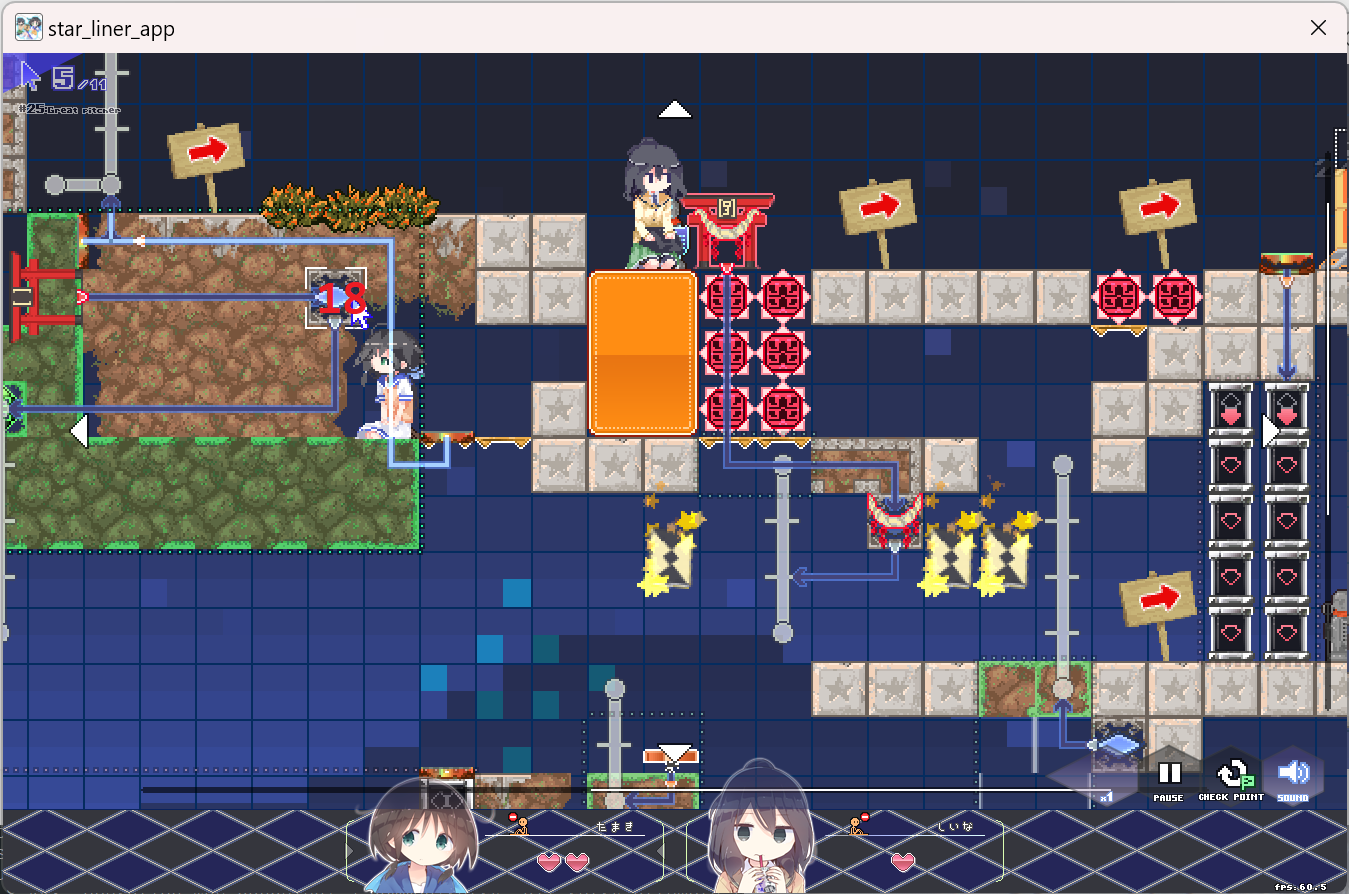 star_liner_app
5/11
#25 Great pitcher
18
x1
PAUSE
CHECK POINT
SOUND
たまき
しいな
fps:60.5